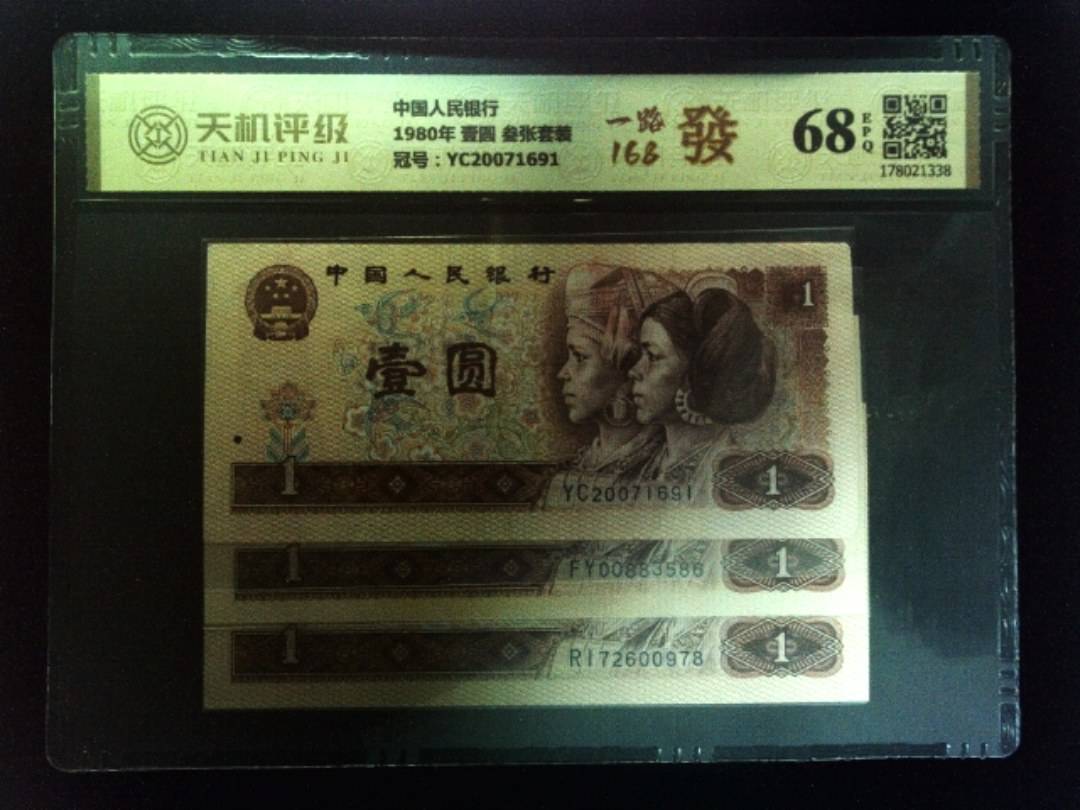 天机评级
TIAN JI PING JI
中国人民银行
1980年 壹圆 叁张套装
冠号：YC20071691
一路
168
發
68
EPQ
178021338
中国人民银行
1
壹圆
1
YC20071691
1
1
FY00883586
1
1
RI72600978
1